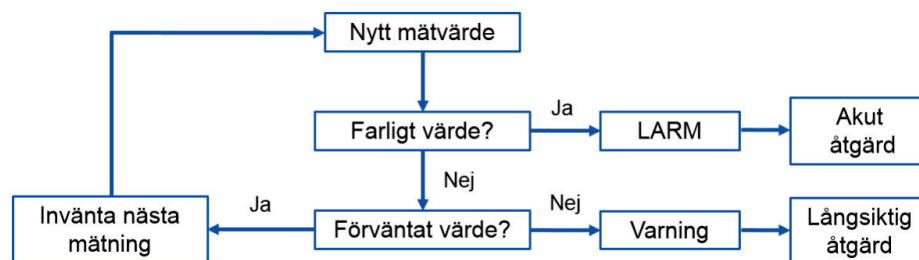 Nytt mätvärde
Farligt värde?
Ja
LARM
Akut
åtgärd
Nej
Invänta nästa
mätning
Ja
Förväntat värde?
Nej
Varning
Långsiktig
åtgärd